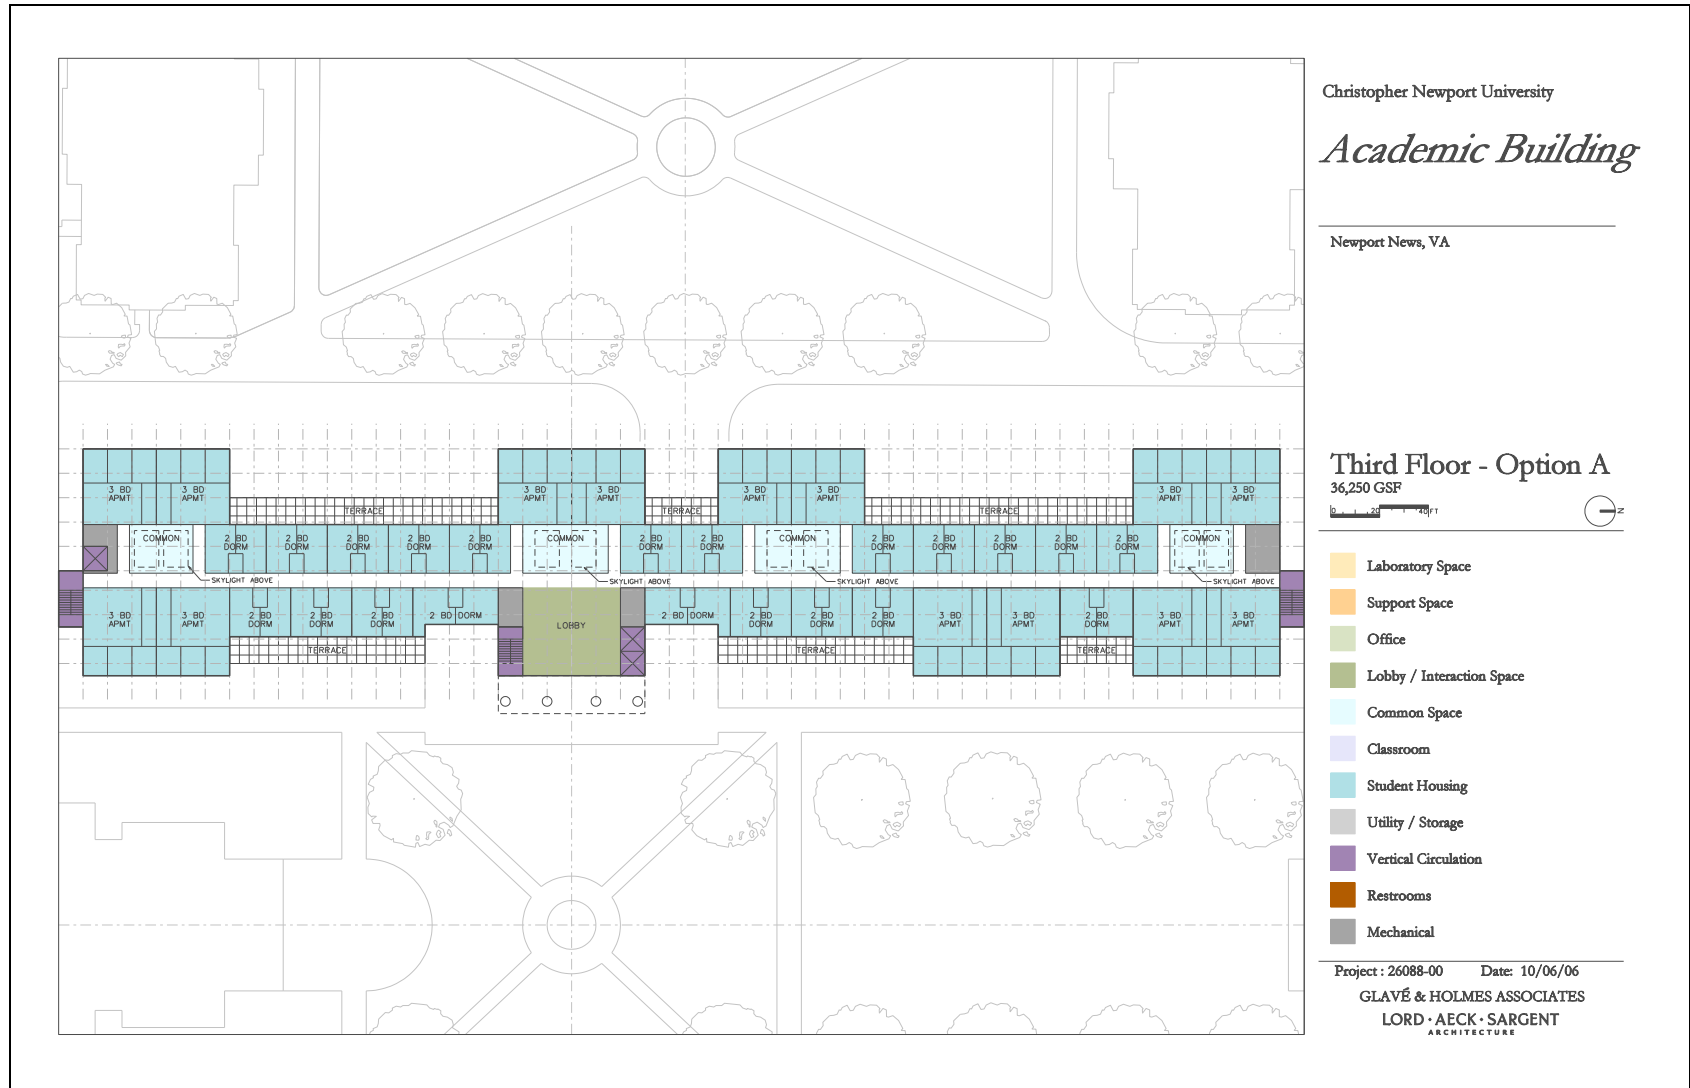 Christopher Newport University
Academic Building
Newport News, VA
Third Floor - Option A
36,250 GSF
0 20 40 FT
N
Laboratory Space
Support Space
Office
Lobby / Interaction Space
Common Space
Classroom
Student Housing
Utility / Storage
Vertical Circulation
Restrooms
Mechanical
Project : 26088-00 Date: 10/06/06
GLAVÉ & HOLMES ASSOCIATES
LORD · AECK · SARGENT
ARCHITECTURE
3 BD APMT
3 BD APMT
3 BD APMT
3 BD APMT
3 BD APMT
3 BD APMT
3 BD APMT
3 BD APMT
TERRACE
TERRACE
TERRACE
COMMON
2 BD DORM
2 BD DORM
2 BD DORM
2 BD DORM
2 BD DORM
COMMON
2 BD DORM
2 BD DORM
COMMON
2 BD DORM
2 BD DORM
2 BD DORM
2 BD DORM
2 BD DORM
COMMON
SKYLIGHT ABOVE
SKYLIGHT ABOVE
SKYLIGHT ABOVE
SKYLIGHT ABOVE
3 BD APMT
3 BD APMT
2 BD DORM
2 BD DORM
2 BD DORM
2 BD DORM
LOBBY
2 BD DORM
2 BD DORM
2 BD DORM
2 BD DORM
3 BD APMT
3 BD APMT
2 BD DORM
3 BD APMT
3 BD APMT
TERRACE
TERRACE
TERRACE